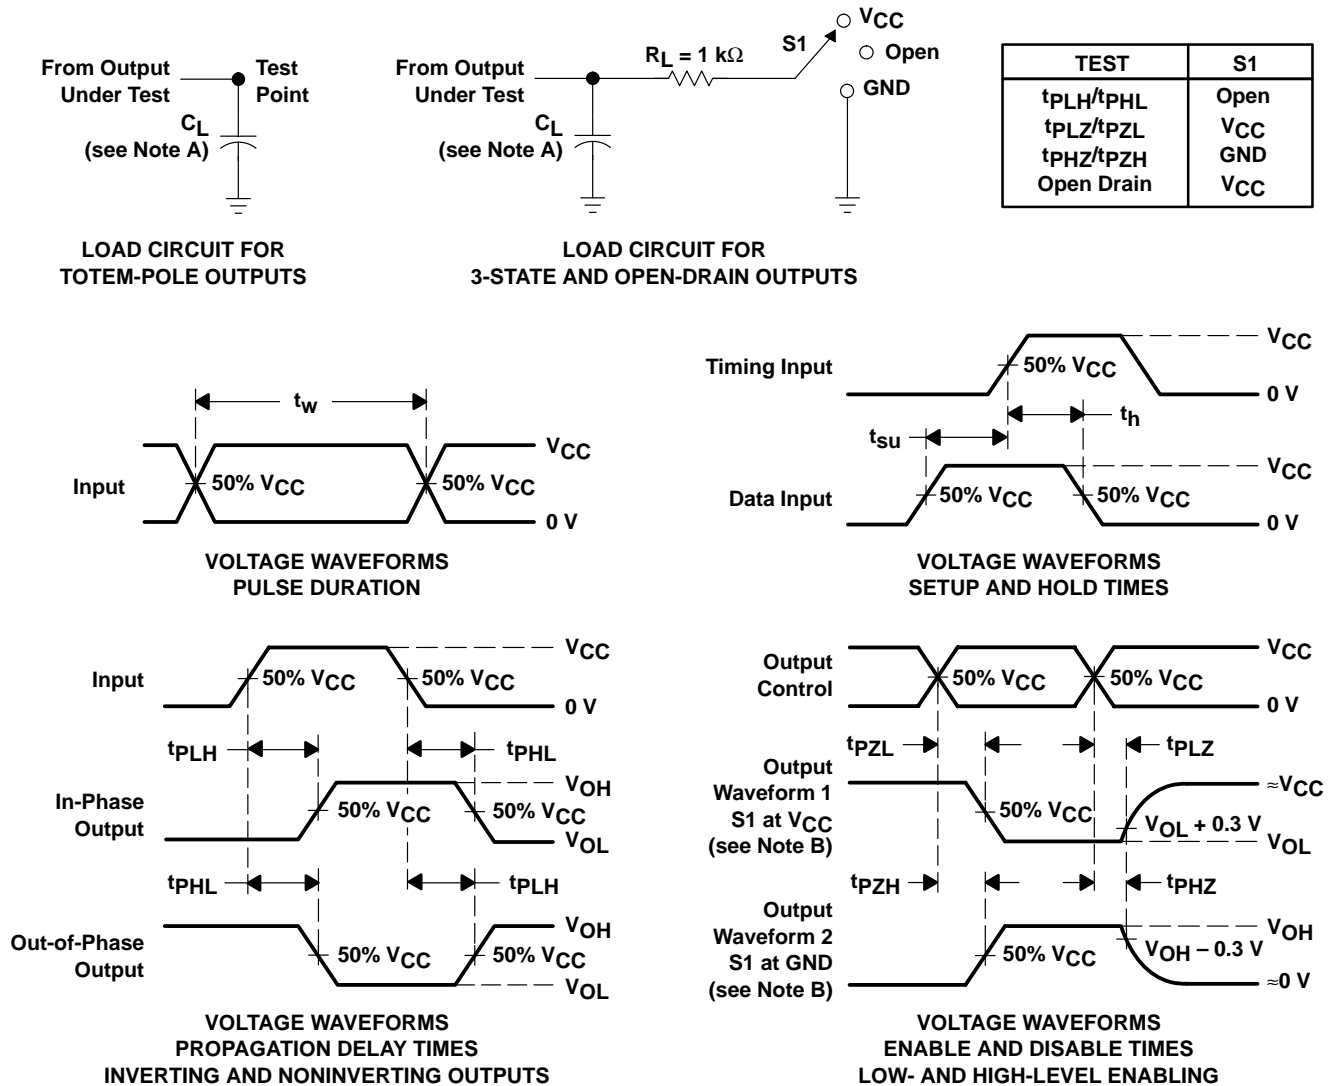 From Output
Under Test
Test
Point
CL
(see Note A)
LOAD CIRCUIT FOR
TOTEM-POLE OUTPUTS
From Output
Under Test
RL = 1 kΩ
S1
VCC
Open
GND
CL
(see Note A)
LOAD CIRCUIT FOR
3-STATE AND OPEN-DRAIN OUTPUTS
TEST S1
tPLH/tPHL Open
tPLZ/tPZL VCC
tPHZ/tPZH GND
Open Drain VCC
tw
Input
50% VCC
50% VCC
VCC
0 V
VOLTAGE WAVEFORMS
PULSE DURATION
Timing Input
50% VCC
VCC
0 V
tsu
th
Data Input
50% VCC
50% VCC
VCC
0 V
VOLTAGE WAVEFORMS
SETUP AND HOLD TIMES
Input
50% VCC
50% VCC
VCC
0 V
tPLH
tPHL
In-Phase
Output
50% VCC
50% VCC
VOH
VOL
tPHL
tPLH
Out-of-Phase
Output
50% VCC
50% VCC
VOH
VOL
VOLTAGE WAVEFORMS
PROPAGATION DELAY TIMES
INVERTING AND NONINVERTING OUTPUTS
Output
Control
50% VCC
50% VCC
VCC
0 V
tPZL
tPLZ
Output
Waveform 1
S1 at VCC
(see Note B)
50% VCC
VOL + 0.3 V
≈VCC
VOL
tPZH
tPHZ
Output
Waveform 2
S1 at GND
(see Note B)
50% VCC
VOH − 0.3 V
VOH
≈0 V
VOLTAGE WAVEFORMS
ENABLE AND DISABLE TIMES
LOW- AND HIGH-LEVEL ENABLING